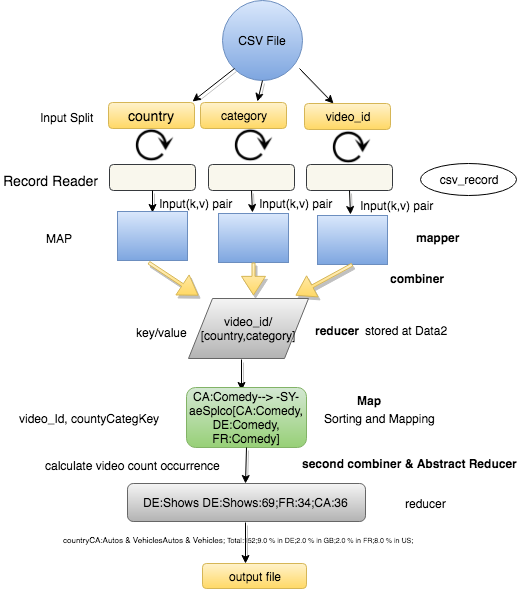 CSV File
Input Split
country
category
video_id
Record Reader
csv_record
Input(k,v) pair
Input(k,v) pair
Input(k,v) pair
MAP
mapper
combiner
key/value
video_id/
[country,category]
reducer stored at Data2
CA:Comedy--> -SY-
aeSplco[CA:Comedy,
DE:Comedy,
FR:Comedy]
Map
Sorting and Mapping
video_Id, countyCategKey
calculate video count occurrence
second combiner & Abstract Reducer
DE:Shows DE:Shows:69;FR:34;CA:36
reducer
countryCA:Autos & VehiclesAutos & Vehicles; Total: 52;9.0 % in DE;2.0 % in GB;2.0 % in FR;8.0 % in US;
output file